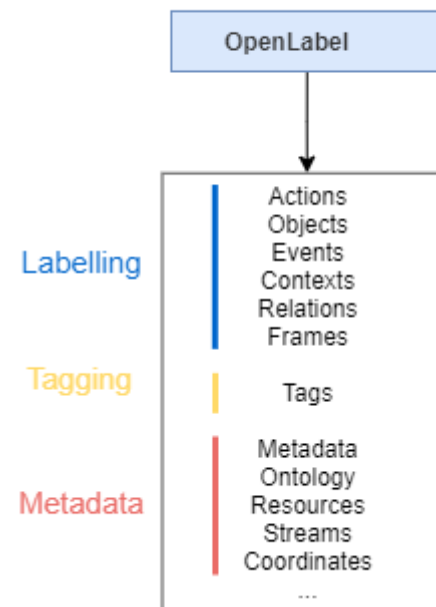 OpenLabel
Labelling
Actions
Objects
Events
Contexts
Relations
Frames
Tagging
Tags
Metadata
Metadata
Ontology
Resources
Streams
Coordinates
...